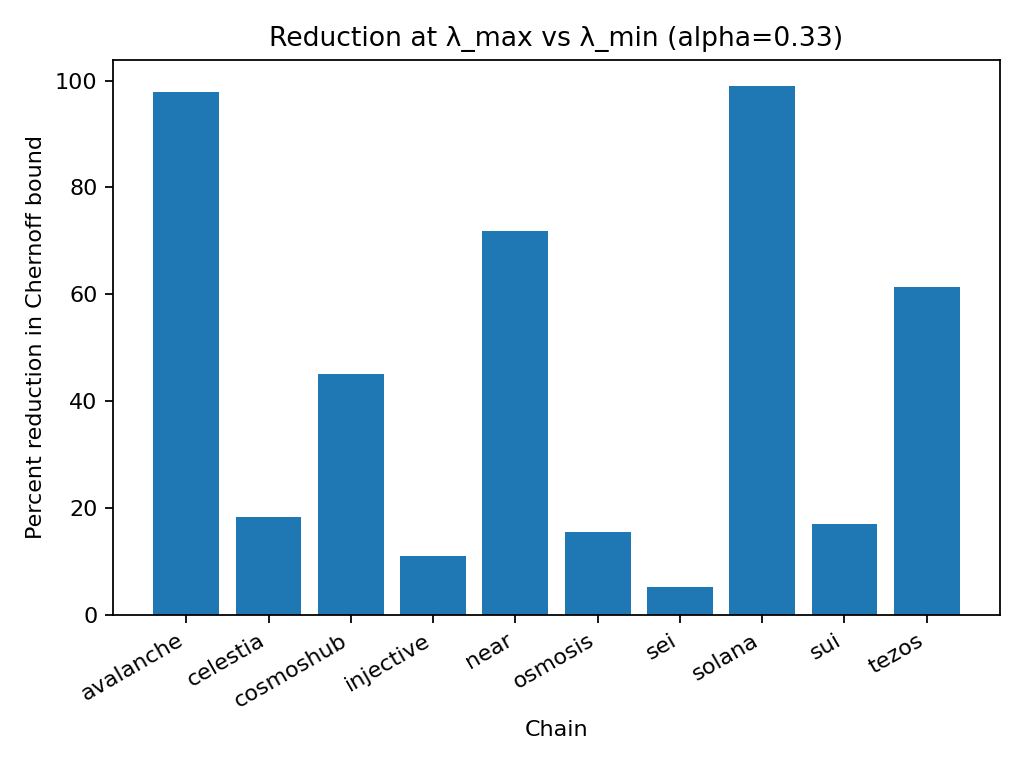 Reduction at λ_max vs λ_min (alpha=0.33)
Percent reduction in Chernoff bound
100
80
60
40
20
0
avalanche
celestia
cosmoshub
injective
near
osmosis
sei
solana
sui
tezos
Chain